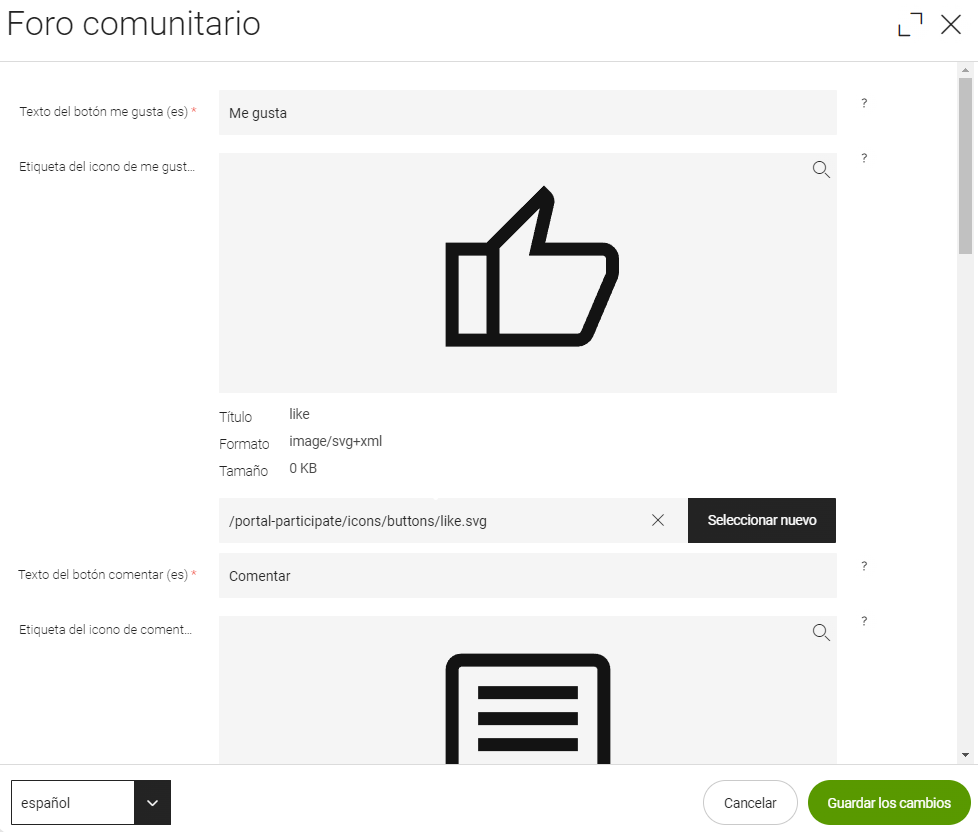 Foro comunitario
Texto del botón me gusta (es) *
Me gusta
?
Etiqueta del icono de me gust...
?
Título
like
Formato
image/svg+xml
Tamaño
0 KB
/portal-participate/icons/buttons/like.svg
Seleccionar nuevo
Texto del botón comentar (es) *
Comentar
?
Etiqueta del icono de coment...
?
español
Cancelar
Guardar los cambios